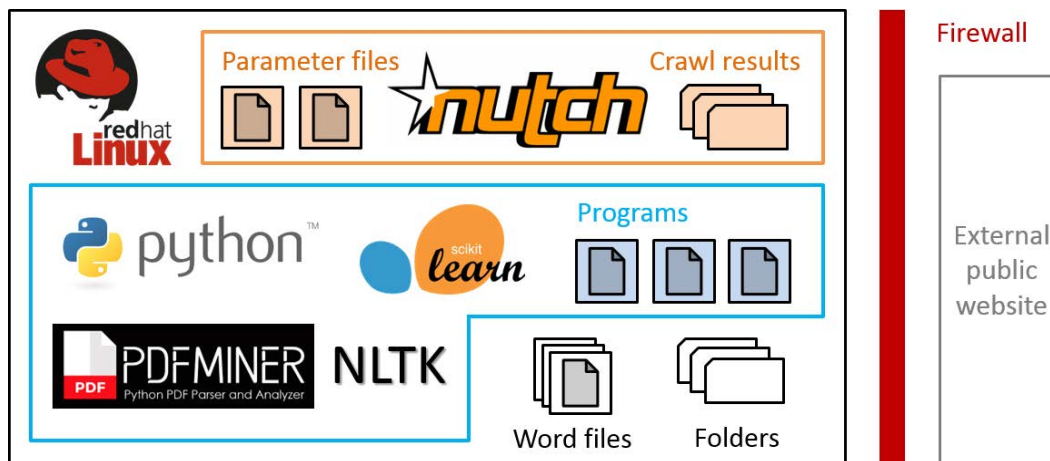 Firewall
redhat
Linux
Parameter files
nutch
Crawl results
python™
scikit
learn
Programs
External
public
website
PDF
PDFMINER
Python PDF Parser and Analyzer
NLTK
Word files
Folders